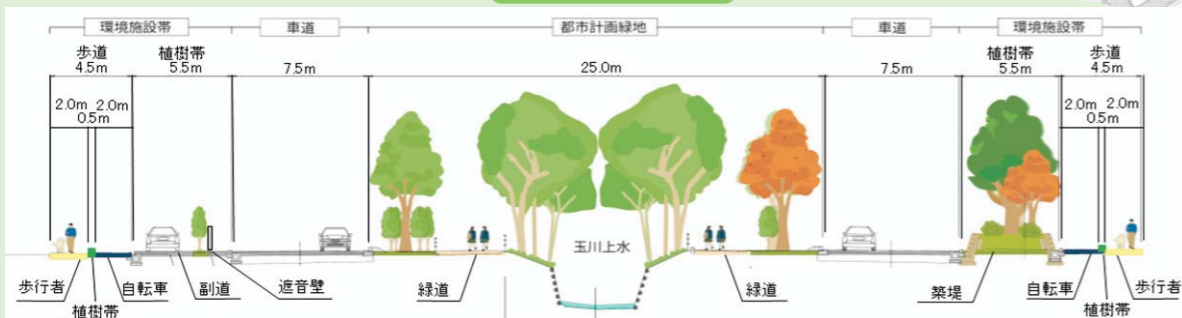 環境施設帯 車道 都市計画緑地 車道 環境施設帯
歩道 植樹帯 植樹帯 歩道
4.5m 5.5m 7.5m 25.0m 7.5m 5.5m 4.5m
2.0m 2.0m 2.0m 2.0m
0.5m 0.5m
玉川上水
歩行者 自転車 副道 遮音壁 緑道 緑道 築堤 自転車 歩行者
植樹帯 植樹帯